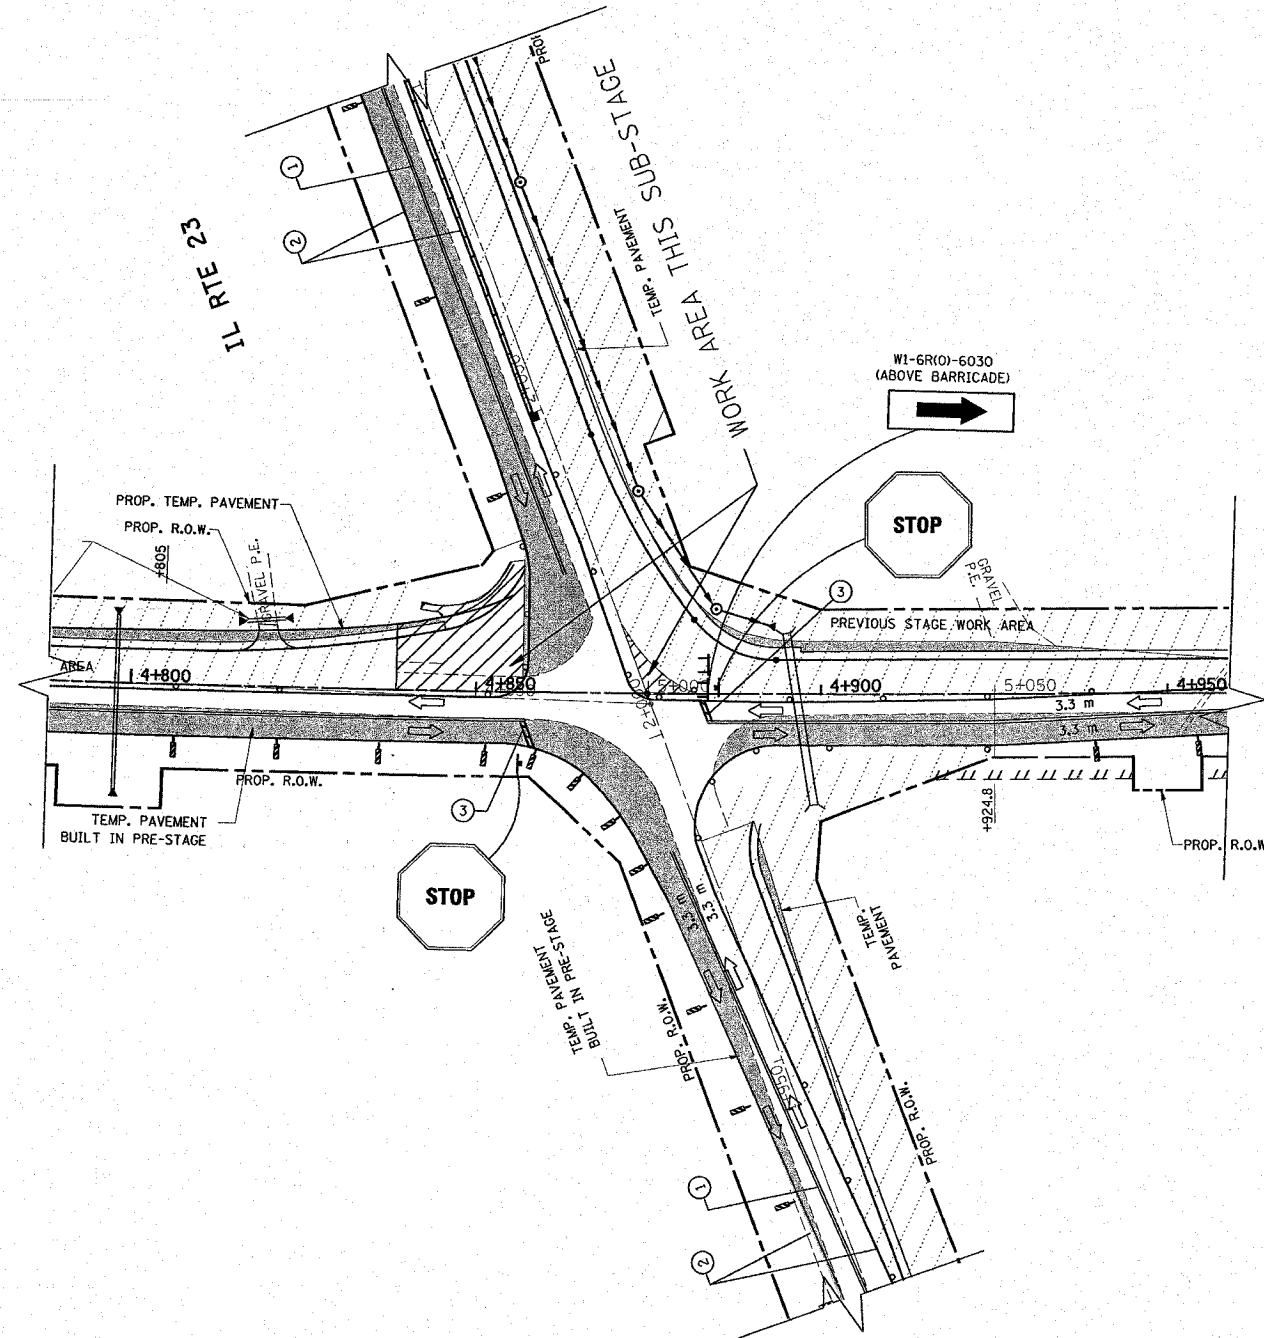 PROP
IL RTE 23
1
2
WORK AREA THIS SUB-STAGE
TEMP. PAVEMENT
W1-6R(O)-6030
(ABOVE BARRICADE)
STOP
PROP. TEMP. PAVEMENT
PROP. R.O.W.
+805
GRAVEL P.E.
GRAVEL
P.E.
3
PREVIOUS STAGE WORK AREA
AREA
4+800
4+850
4+900
5+050
4+950
3.3 m
3.3 m
PROP. R.O.W.
TEMP. PAVEMENT
BUILT IN PRE-STAGE
3
STOP
+924.8
PROP. R.O.W
3.3 m.
3.3 m.
TEMP.
PAVEMENT
TEMP. PAVEMENT
BUILT IN PRE-STAGE
PROP. R.O.W.
PROP. R.O.W.
1
2